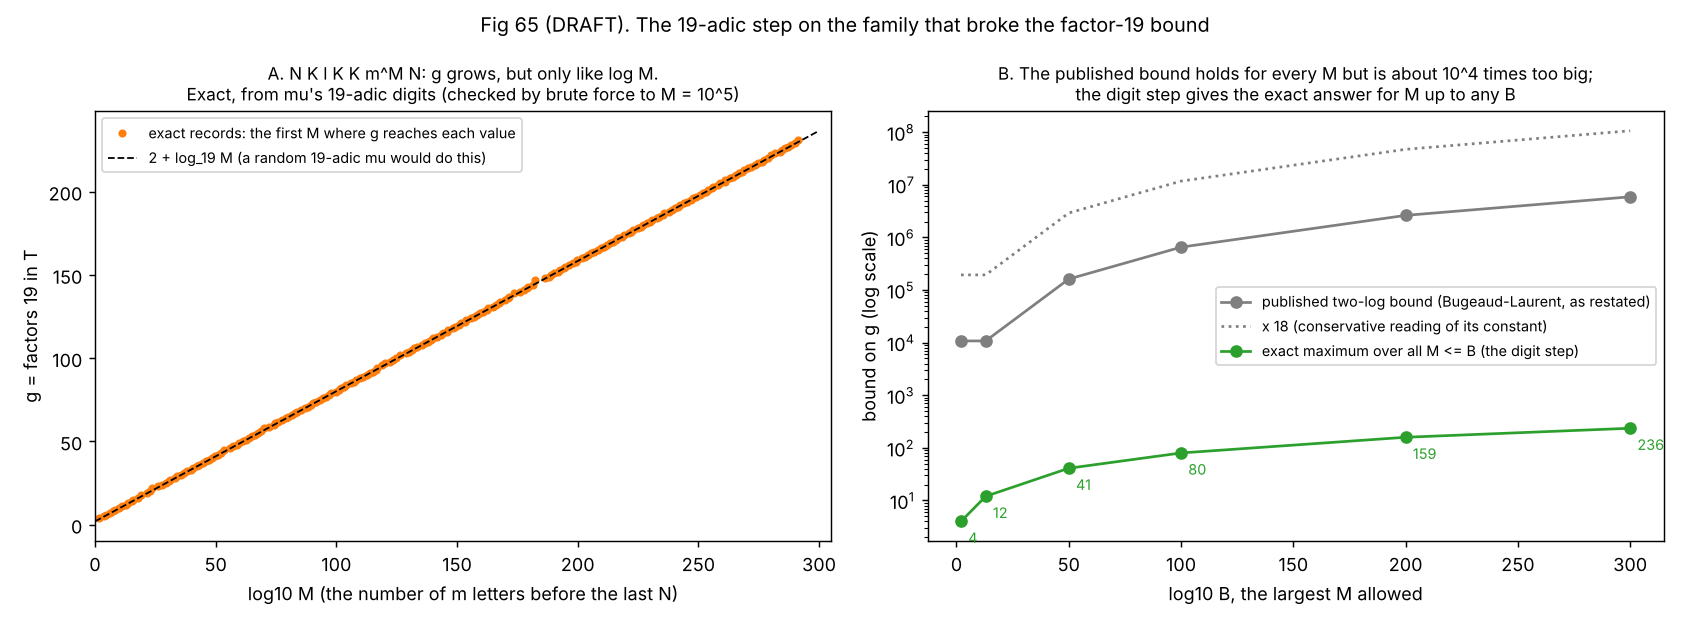 Fig 65 (DRAFT). The 19-adic step on the family that broke the factor-19 bound
A. N K I K K m^M N: g grows, but only like log M.
Exact, from mu's 19-adic digits (checked by brute force to M = 10^5)
exact records: the first M where g reaches each value
2 + log_19 M (a random 19-adic mu would do this)
g = factors 19 in T
200
150
100
50
0
0 50 100 150 200 250 300
log10 M (the number of m letters before the last N)
B. The published bound holds for every M but is about 10^4 times too big;
the digit step gives the exact answer for M up to any B
published two-log bound (Bugeaud-Laurent, as restated)
x 18 (conservative reading of its constant)
exact maximum over all M <= B (the digit step)
bound on g (log scale)
10^8
10^7
10^6
10^5
10^4
10^3
10^2
10^1
4
12
41
80
159
236
0 50 100 150 200 250 300
log10 B, the largest M allowed